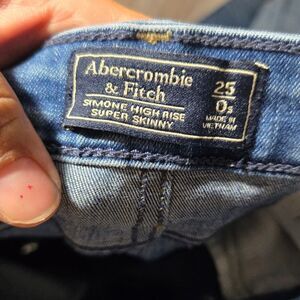 Abercrombie
& Fitch
SIMONE HIGH RISE
SUPER SKINNY
25
0s
MADE IN
VIETNAM